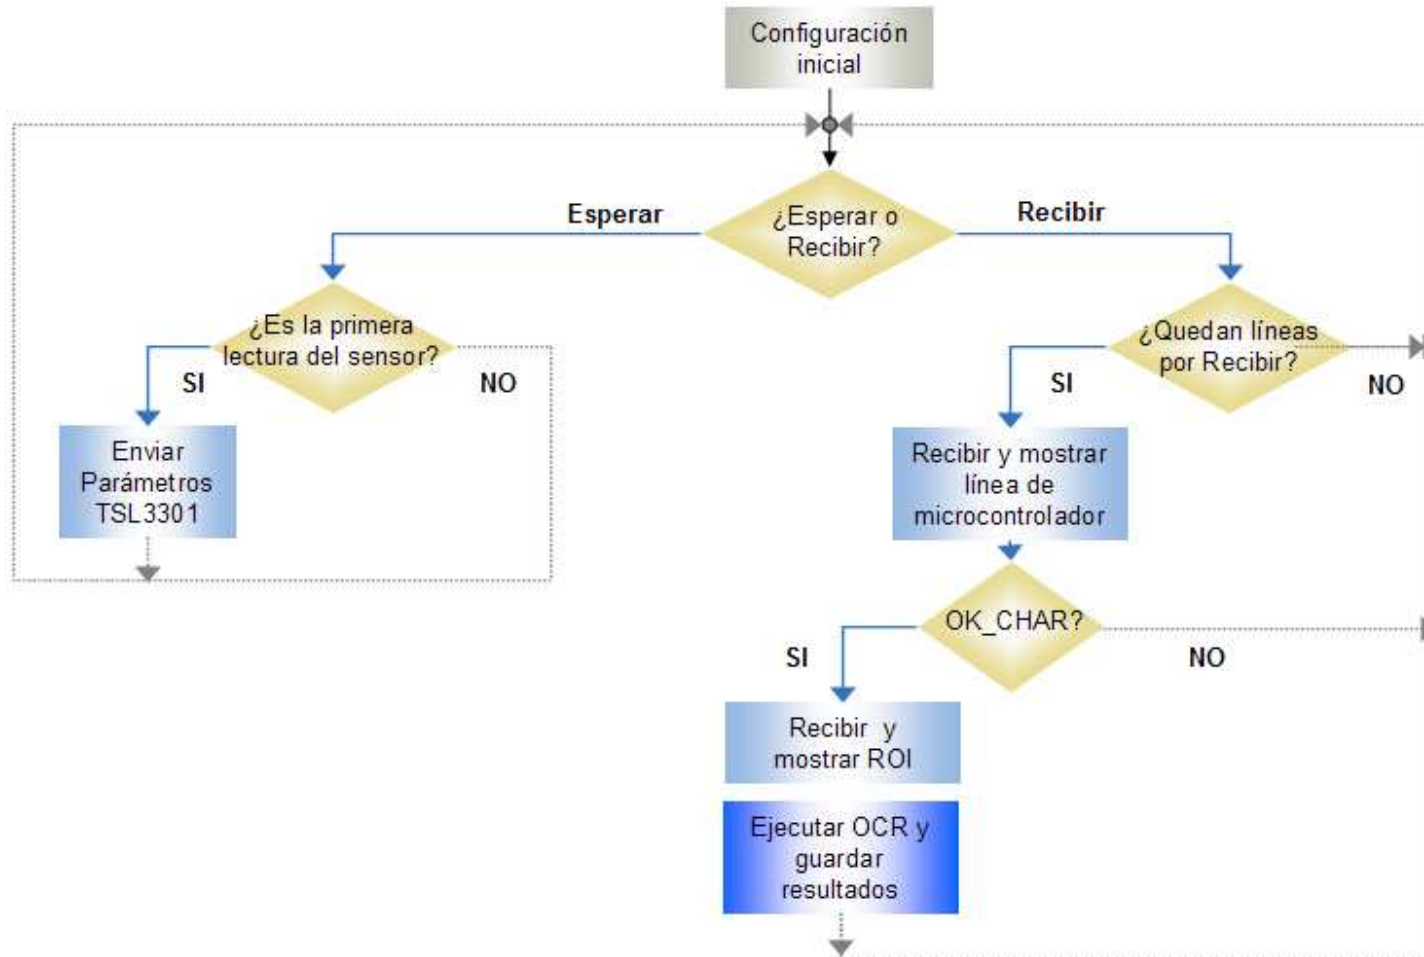 Configuración
inicial
Esperar
¿Esperar o
Recibir?
Recibir
¿Es la primera
lectura del sensor?
SI
NO
Enviar
Parámetros
TSL3301
¿Quedan líneas
por Recibir?
SI
NO
Recibir y mostrar
línea de
microcontrolador
OK_CHAR?
SI
NO
Recibir y
mostrar ROI
Ejecutar OCR y
guardar
resultados